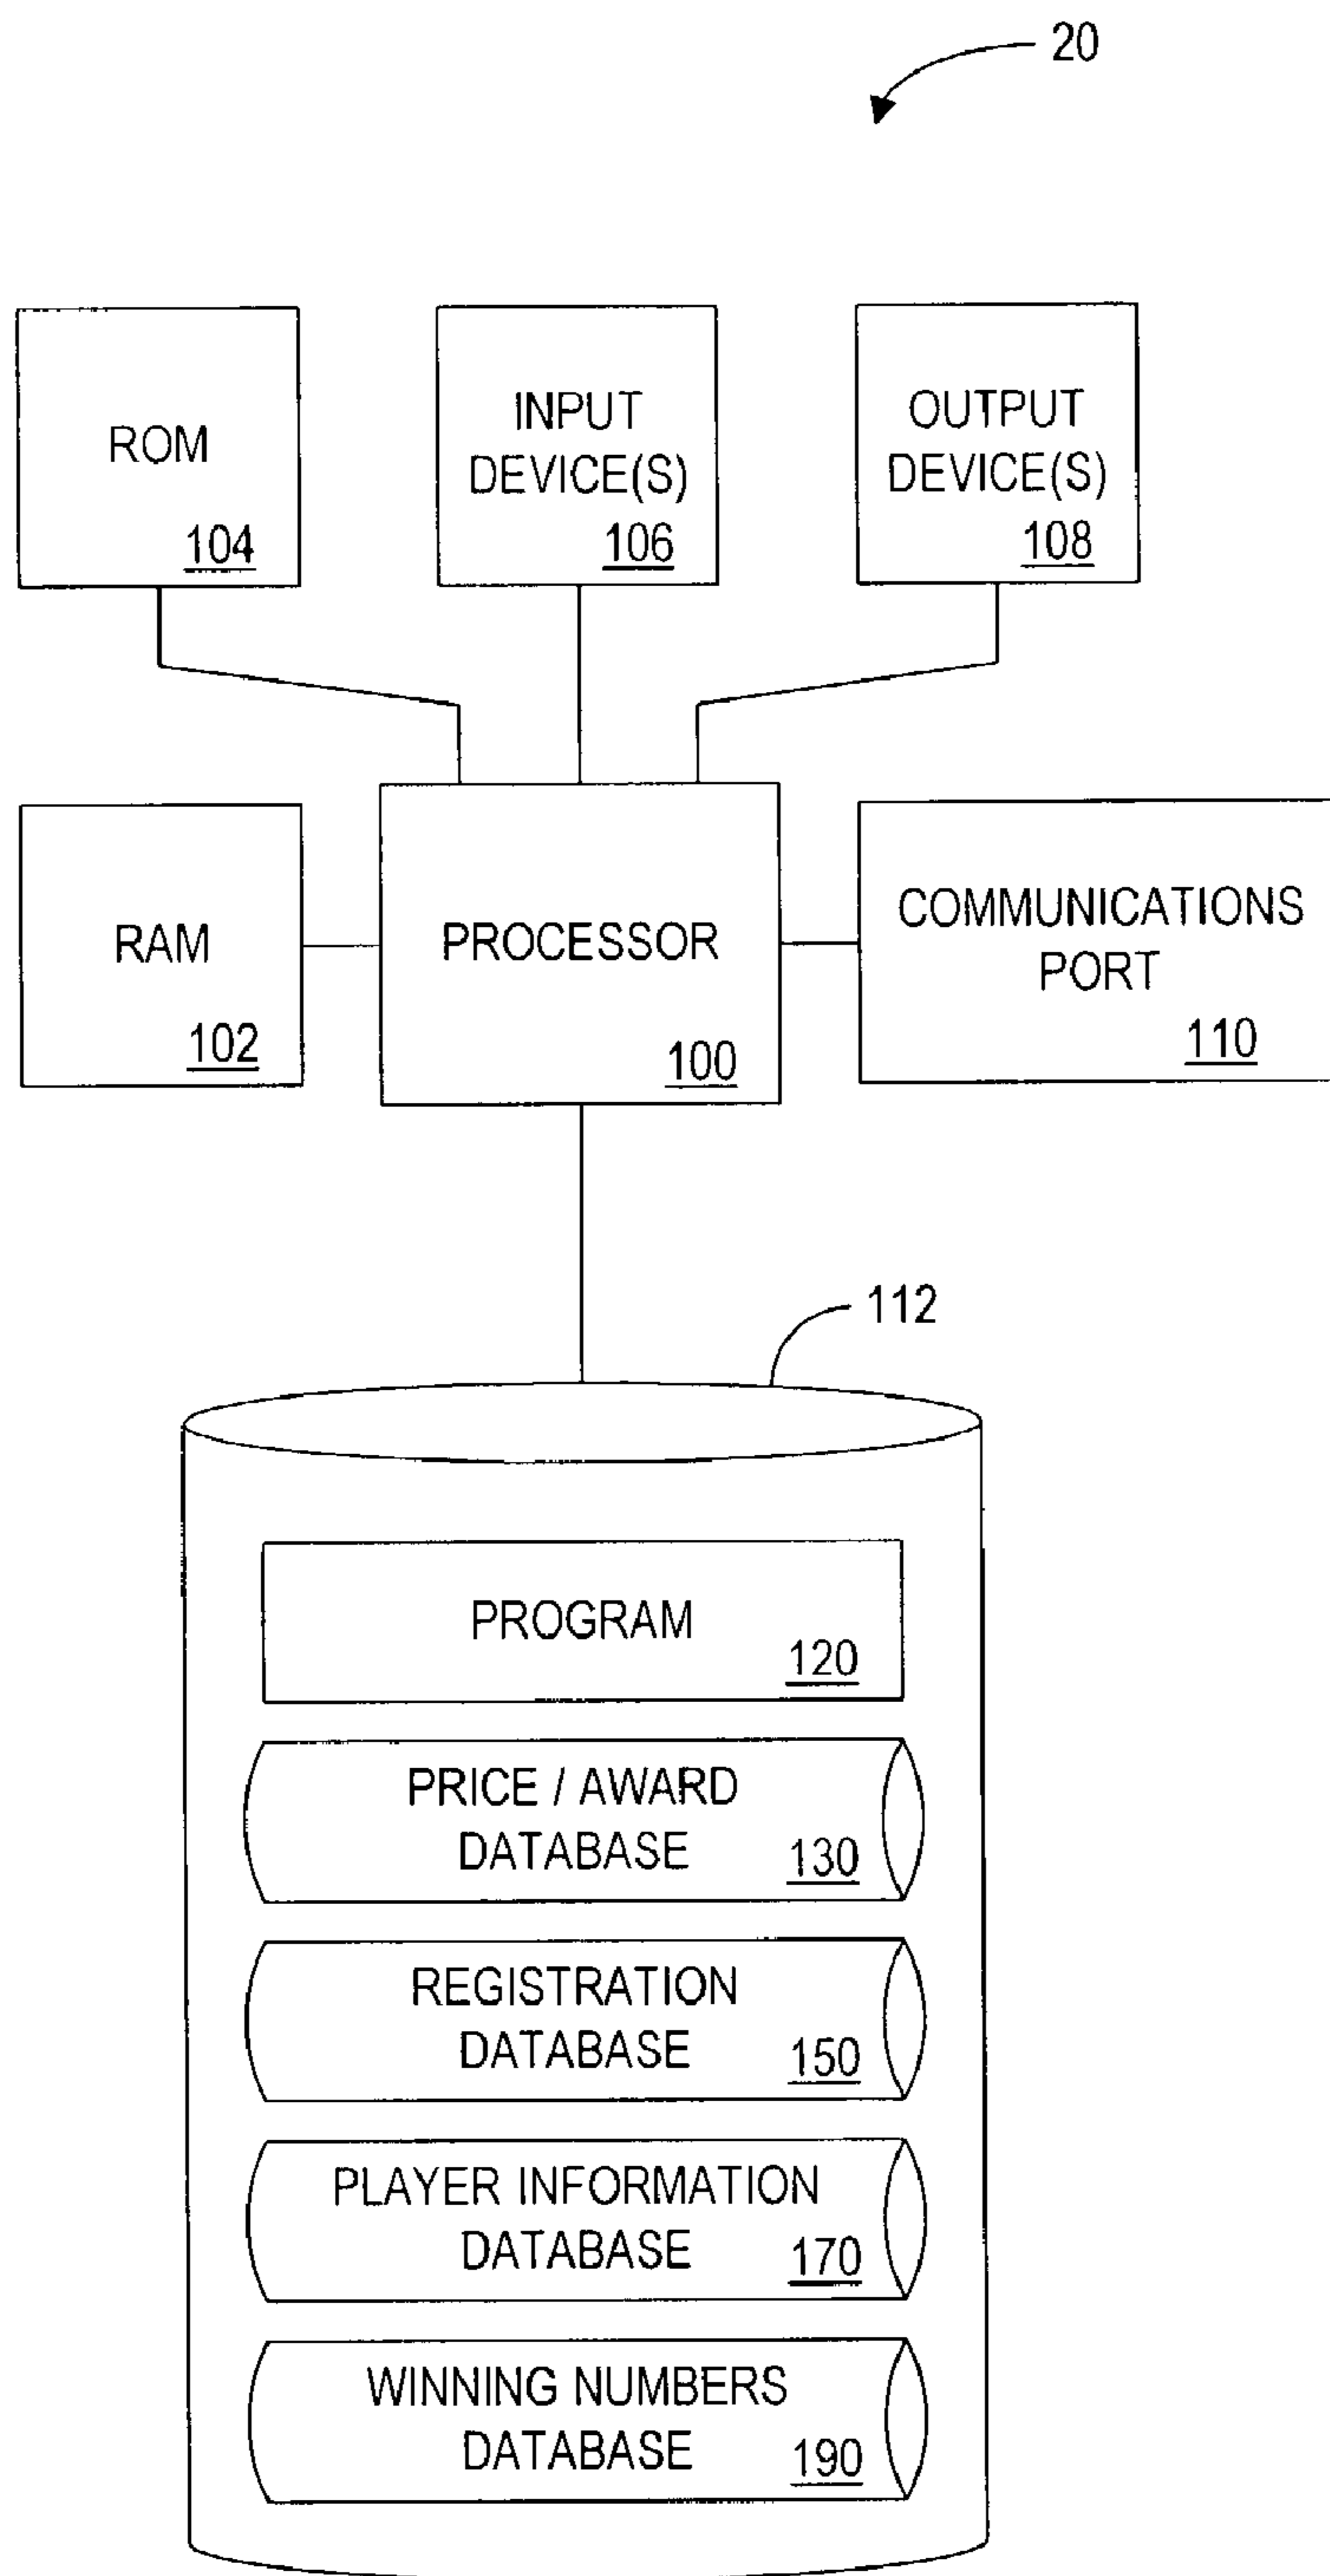 20
ROM
104
INPUT
DEVICE(S)
106
OUTPUT
DEVICE(S)
108
RAM
102
PROCESSOR
100
COMMUNICATIONS
PORT
110
112
PROGRAM
120
PRICE / AWARD
DATABASE
130
REGISTRATION
DATABASE
150
PLAYER INFORMATION
DATABASE
170
WINNING NUMBERS
DATABASE
190